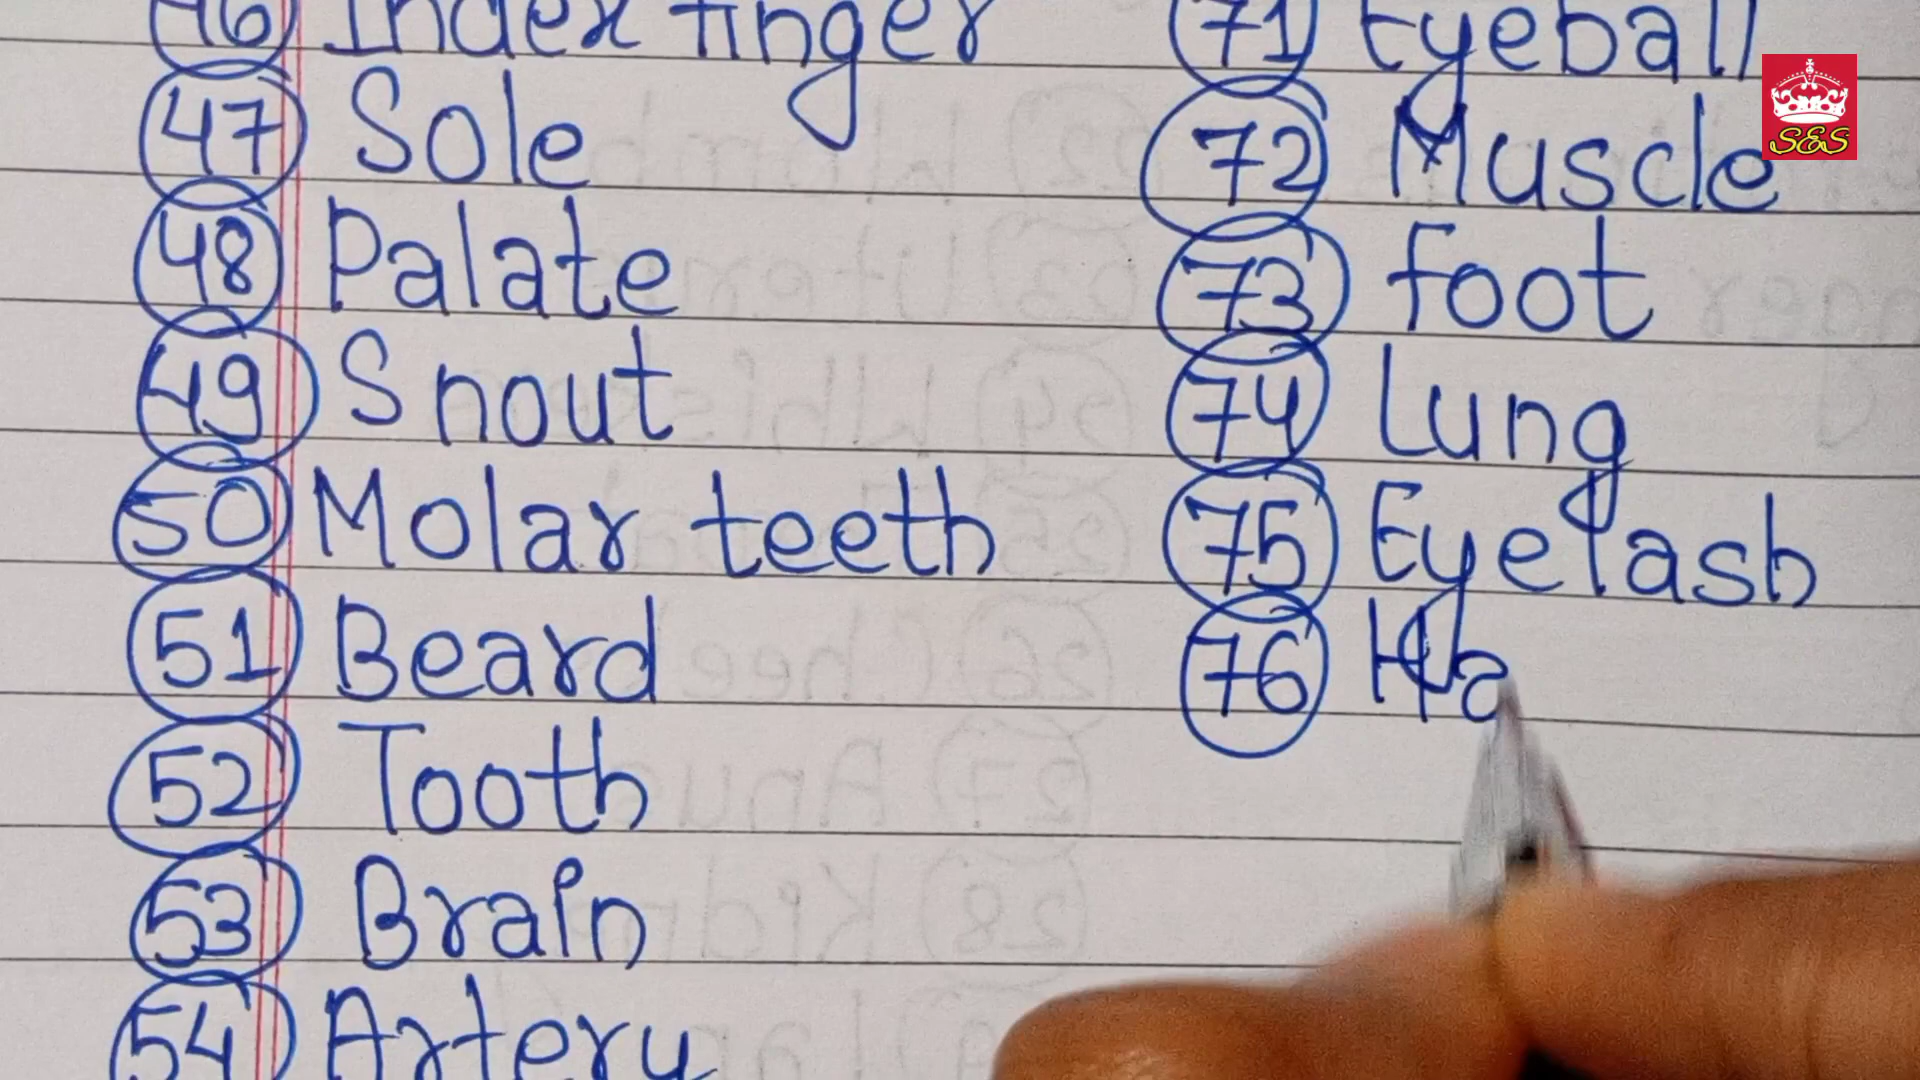 46 Index finger
47 Sole
48 Palate
49 Snout
50 Molar teeth
51 Beard
52 Tooth
53 Brain
54 Artery
71 Eyeball
72 Muscle
73 foot
74 Lung
75 Eyelash
76 Ha
S&S